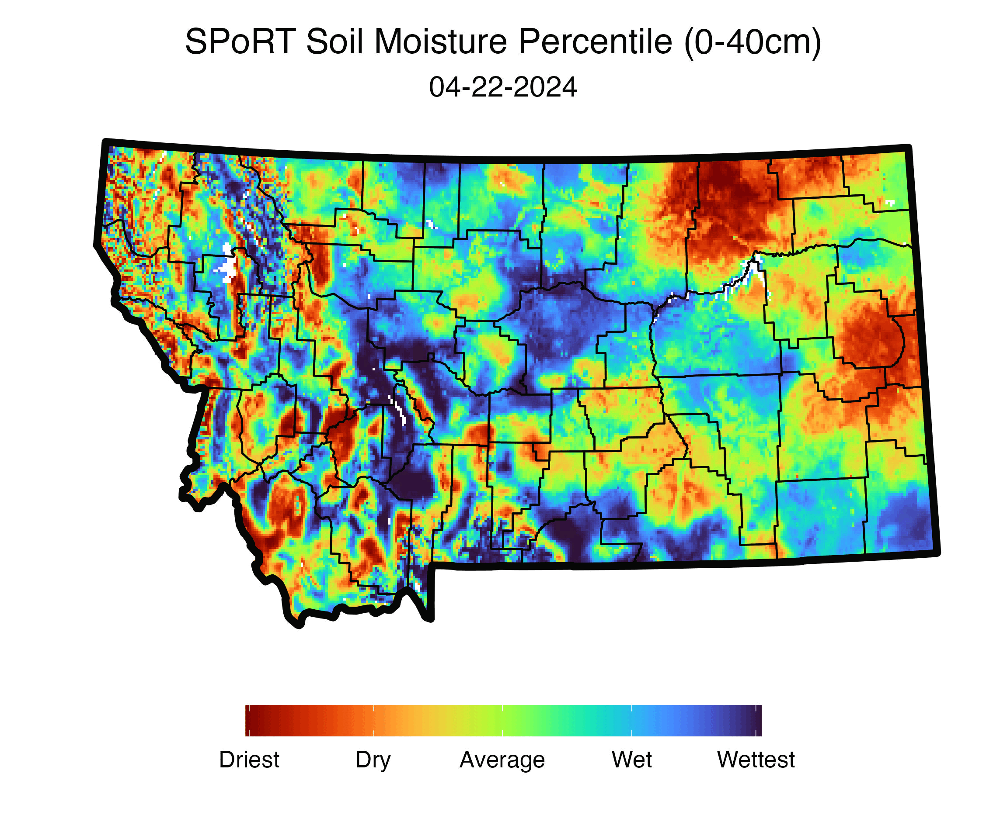 SPoRT Soil Moisture Percentile (0-40cm)
04-22-2024
Driest Dry Average Wet Wettest